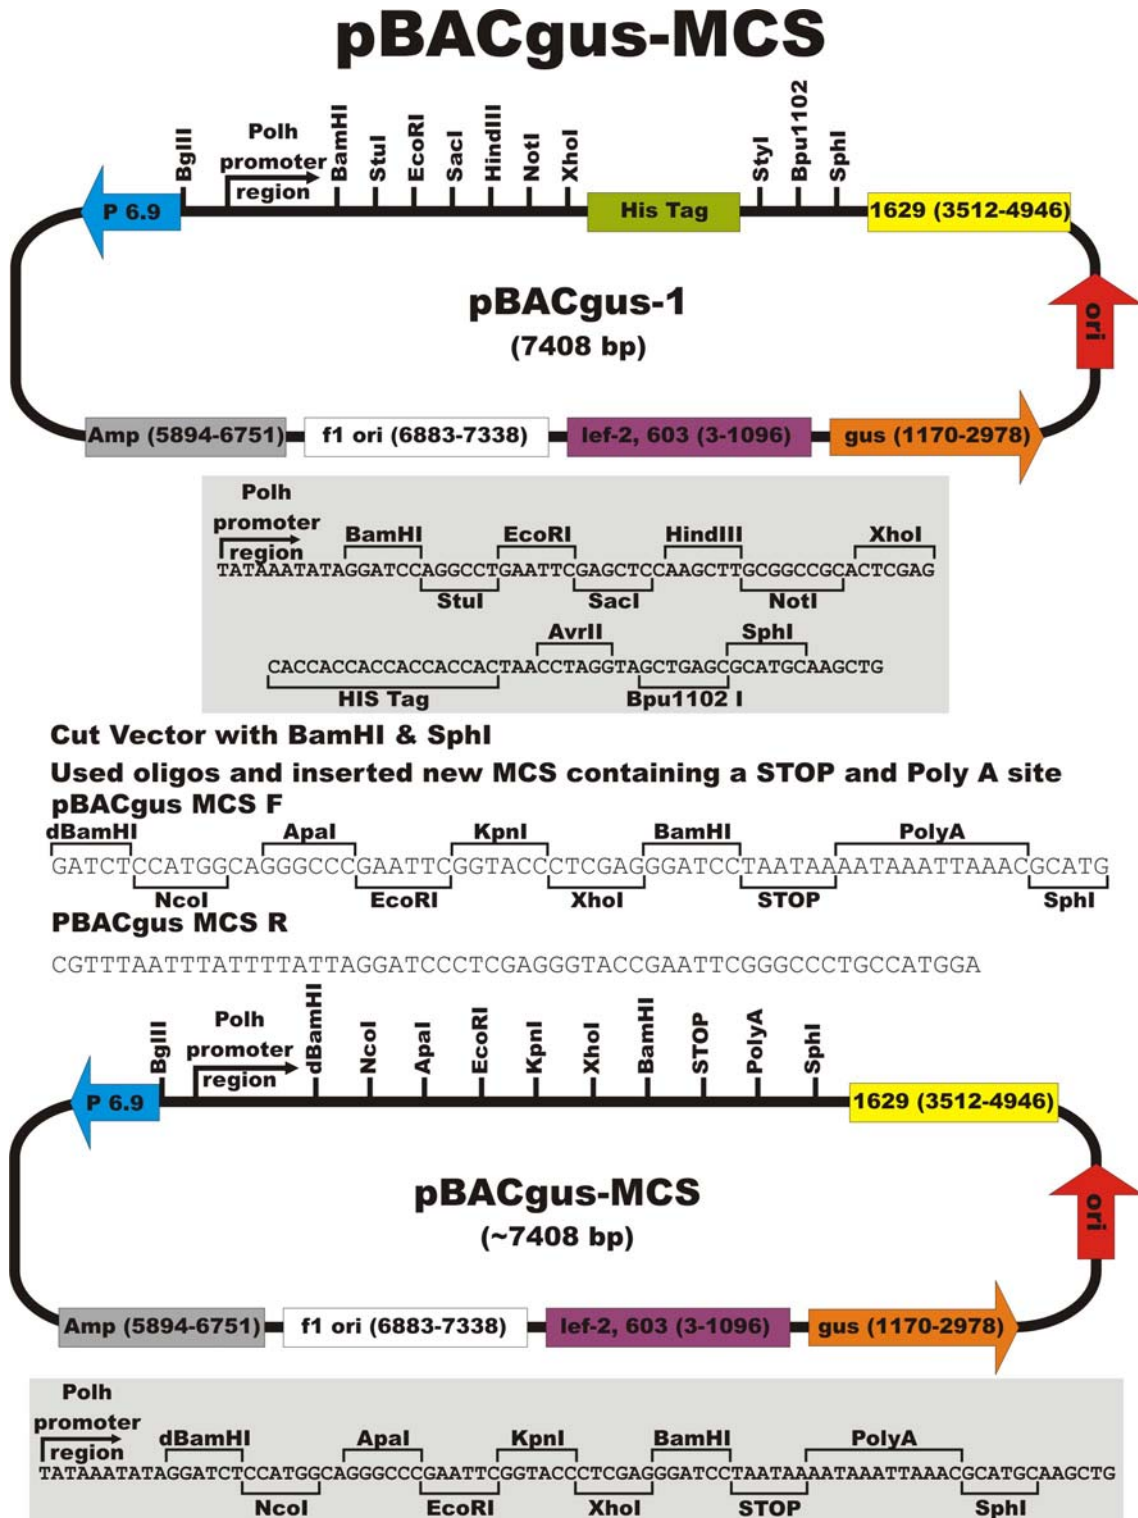 pBACgus-MCS
BglII
Polh
promoter
region
BamHI
StuI
EcoRI
SacI
HindIII
NotI
XhoI
StyI
Bpu1102
SphI
P 6.9
His Tag
1629 (3512-4946)
pBACgus-1
(7408 bp)
ori
Amp (5894-6751)
f1 ori (6883-7338)
lef-2, 603 (3-1096)
gus (1170-2978)
Polh
promoter
region
BamHI
EcoRI
HindIII
XhoI
TATAAATATAGGATCCAGGCCTGAATTCGAGCTCCAAGCTTGCGGCCGCACTCGAG
StuI
SacI
NotI
AvrII
SphI
CACCACCACCACCACCACTAACCTAGGTAGCTGAGCGCATGCAAGCTG
HIS Tag
Bpu1102 I
Cut Vector with BamHI & SphI
Used oligos and inserted new MCS containing a STOP and Poly A site
pBACgus MCS F
dBamHI
ApaI
KpnI
BamHI
PolyA
GATCTCCATGGCAGGGCCCGAATTCGGTACCCTCGAGGGATCCTAATAAAATAAATTAAACGCATG
NcoI
EcoRI
XhoI
STOP
SphI
PBACgus MCS R
CGTTTAATTTATTTTATTAGGATCCCTCGAGGGTACCGAATTCGGGCCCTGCCATGGA
BglII
Polh
promoter
region
dBamHI
NcoI
ApaI
EcoRI
KpnI
XhoI
BamHI
STOP
PolyA
SphI
P 6.9
1629 (3512-4946)
pBACgus-MCS
(~7408 bp)
ori
Amp (5894-6751)
f1 ori (6883-7338)
lef-2, 603 (3-1096)
gus (1170-2978)
Polh
promoter
region
dBamHI
ApaI
KpnI
BamHI
PolyA
TATAAATATAGGATCTCCATGGCAGGGCCCGAATTCGGTACCCTCGAGGGATCCTAATAAAATAAATTAAACGCATGCAAGCTG
NcoI
EcoRI
XhoI
STOP
SphI